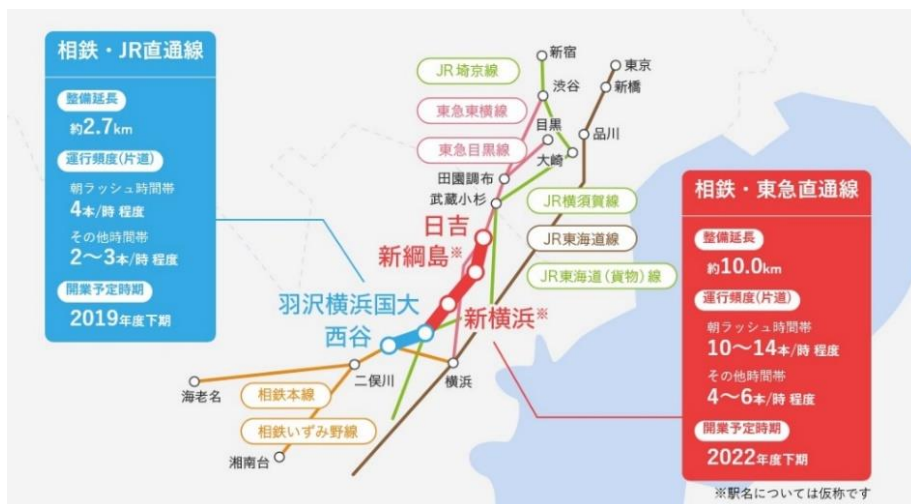 相鉄・JR直通線
整備延長
約2.7km
運行頻度(片道)
朝ラッシュ時間帯
4本/時 程度
その他時間帯
2〜3本/時 程度
開業予定時期
2019年度下期
新宿
東京
JR埼京線
渋谷
新橋
東急東横線
目黒
品川
東急目黒線
大崎
田園調布
武蔵小杉
JR横須賀線
日吉
JR東海道線
新綱島※
JR東海道(貨物)線
羽沢横浜国大
新横浜※
西谷
二俣川
横浜
海老名
相鉄本線
相鉄いずみ野線
湘南台
相鉄・東急直通線
整備延長
約10.0km
運行頻度(片道)
朝ラッシュ時間帯
10〜14本/時 程度
その他時間帯
4〜6本/時 程度
開業予定時期
2022年度下期
※駅名については仮称です